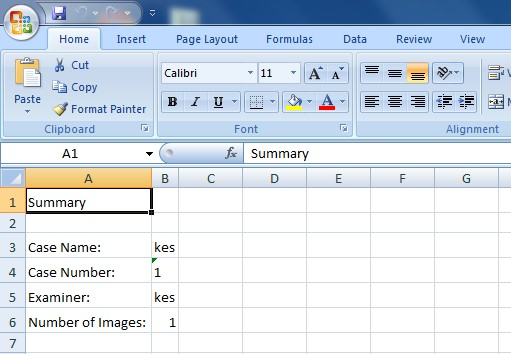 Home Insert Page Layout Formulas Data Review View
Cut
Copy
Paste
Format Painter
Clipboard
Calibri 11 A A
B I U A
Font
Alignment
A1 fx Summary
A B C D E F G
1 Summary
2
3 Case Name: kes
4 Case Number: 1
5 Examiner: kes
6 Number of Images: 1
7